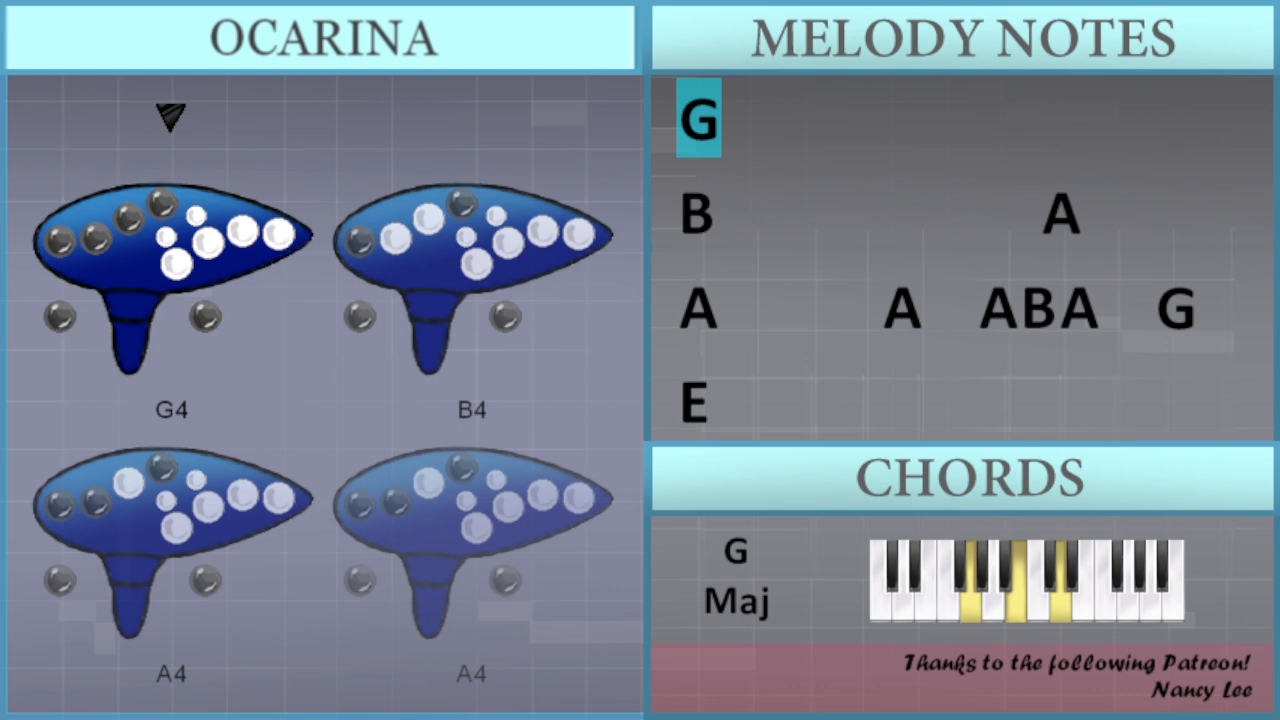 OCARINA
G4
B4
A4
A4
MELODY NOTES
G
B A
A A ABA G
E
CHORDS
G
Maj
Thanks to the following Patreon!
Nancy Lee